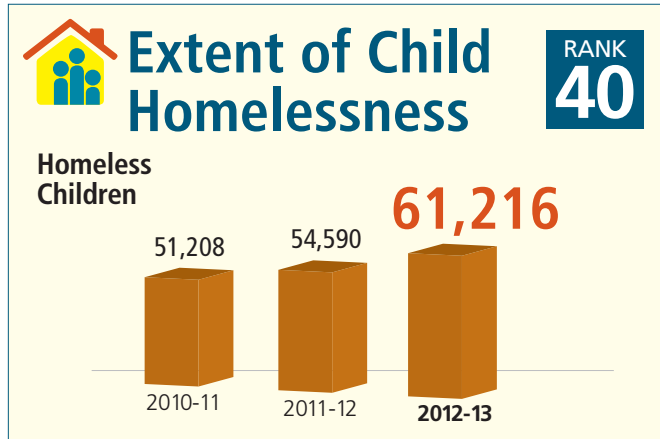 Extent of Child
Homelessness
RANK
40
Homeless
Children
51,208
54,590
61,216
2010-11
2011-12
2012-13